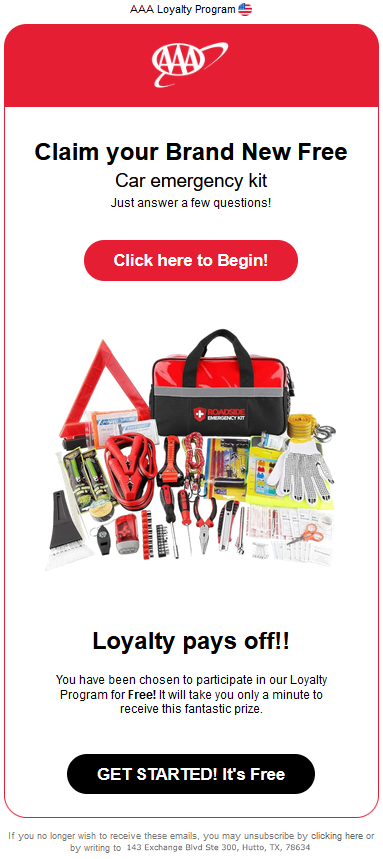 AAA Loyalty Program
AAA
Claim your Brand New Free
Car emergency kit
Just answer a few questions!
Click here to Begin!
ROADSIDE
EMERGENCY KIT
Loyalty pays off!!
You have been chosen to participate in our Loyalty
Program for Free! It will take you only a minute to
receive this fantastic prize.
GET STARTED! It's Free
If you no longer wish to receive these emails, you may unsubscribe by clicking here or
by writing to 143 Exchange Blvd Ste 300, Hutto, TX, 78634